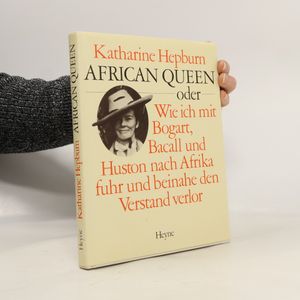 Katharine Hepburn
AFRICAN QUEEN
oder
Wie ich mit
Bogart,
Bacall und
Huston nach Afrika
fuhr und beinahe den
Verstand verlor
Heyne
Katharine Hepburn AFRICAN QUEEN
Heyne